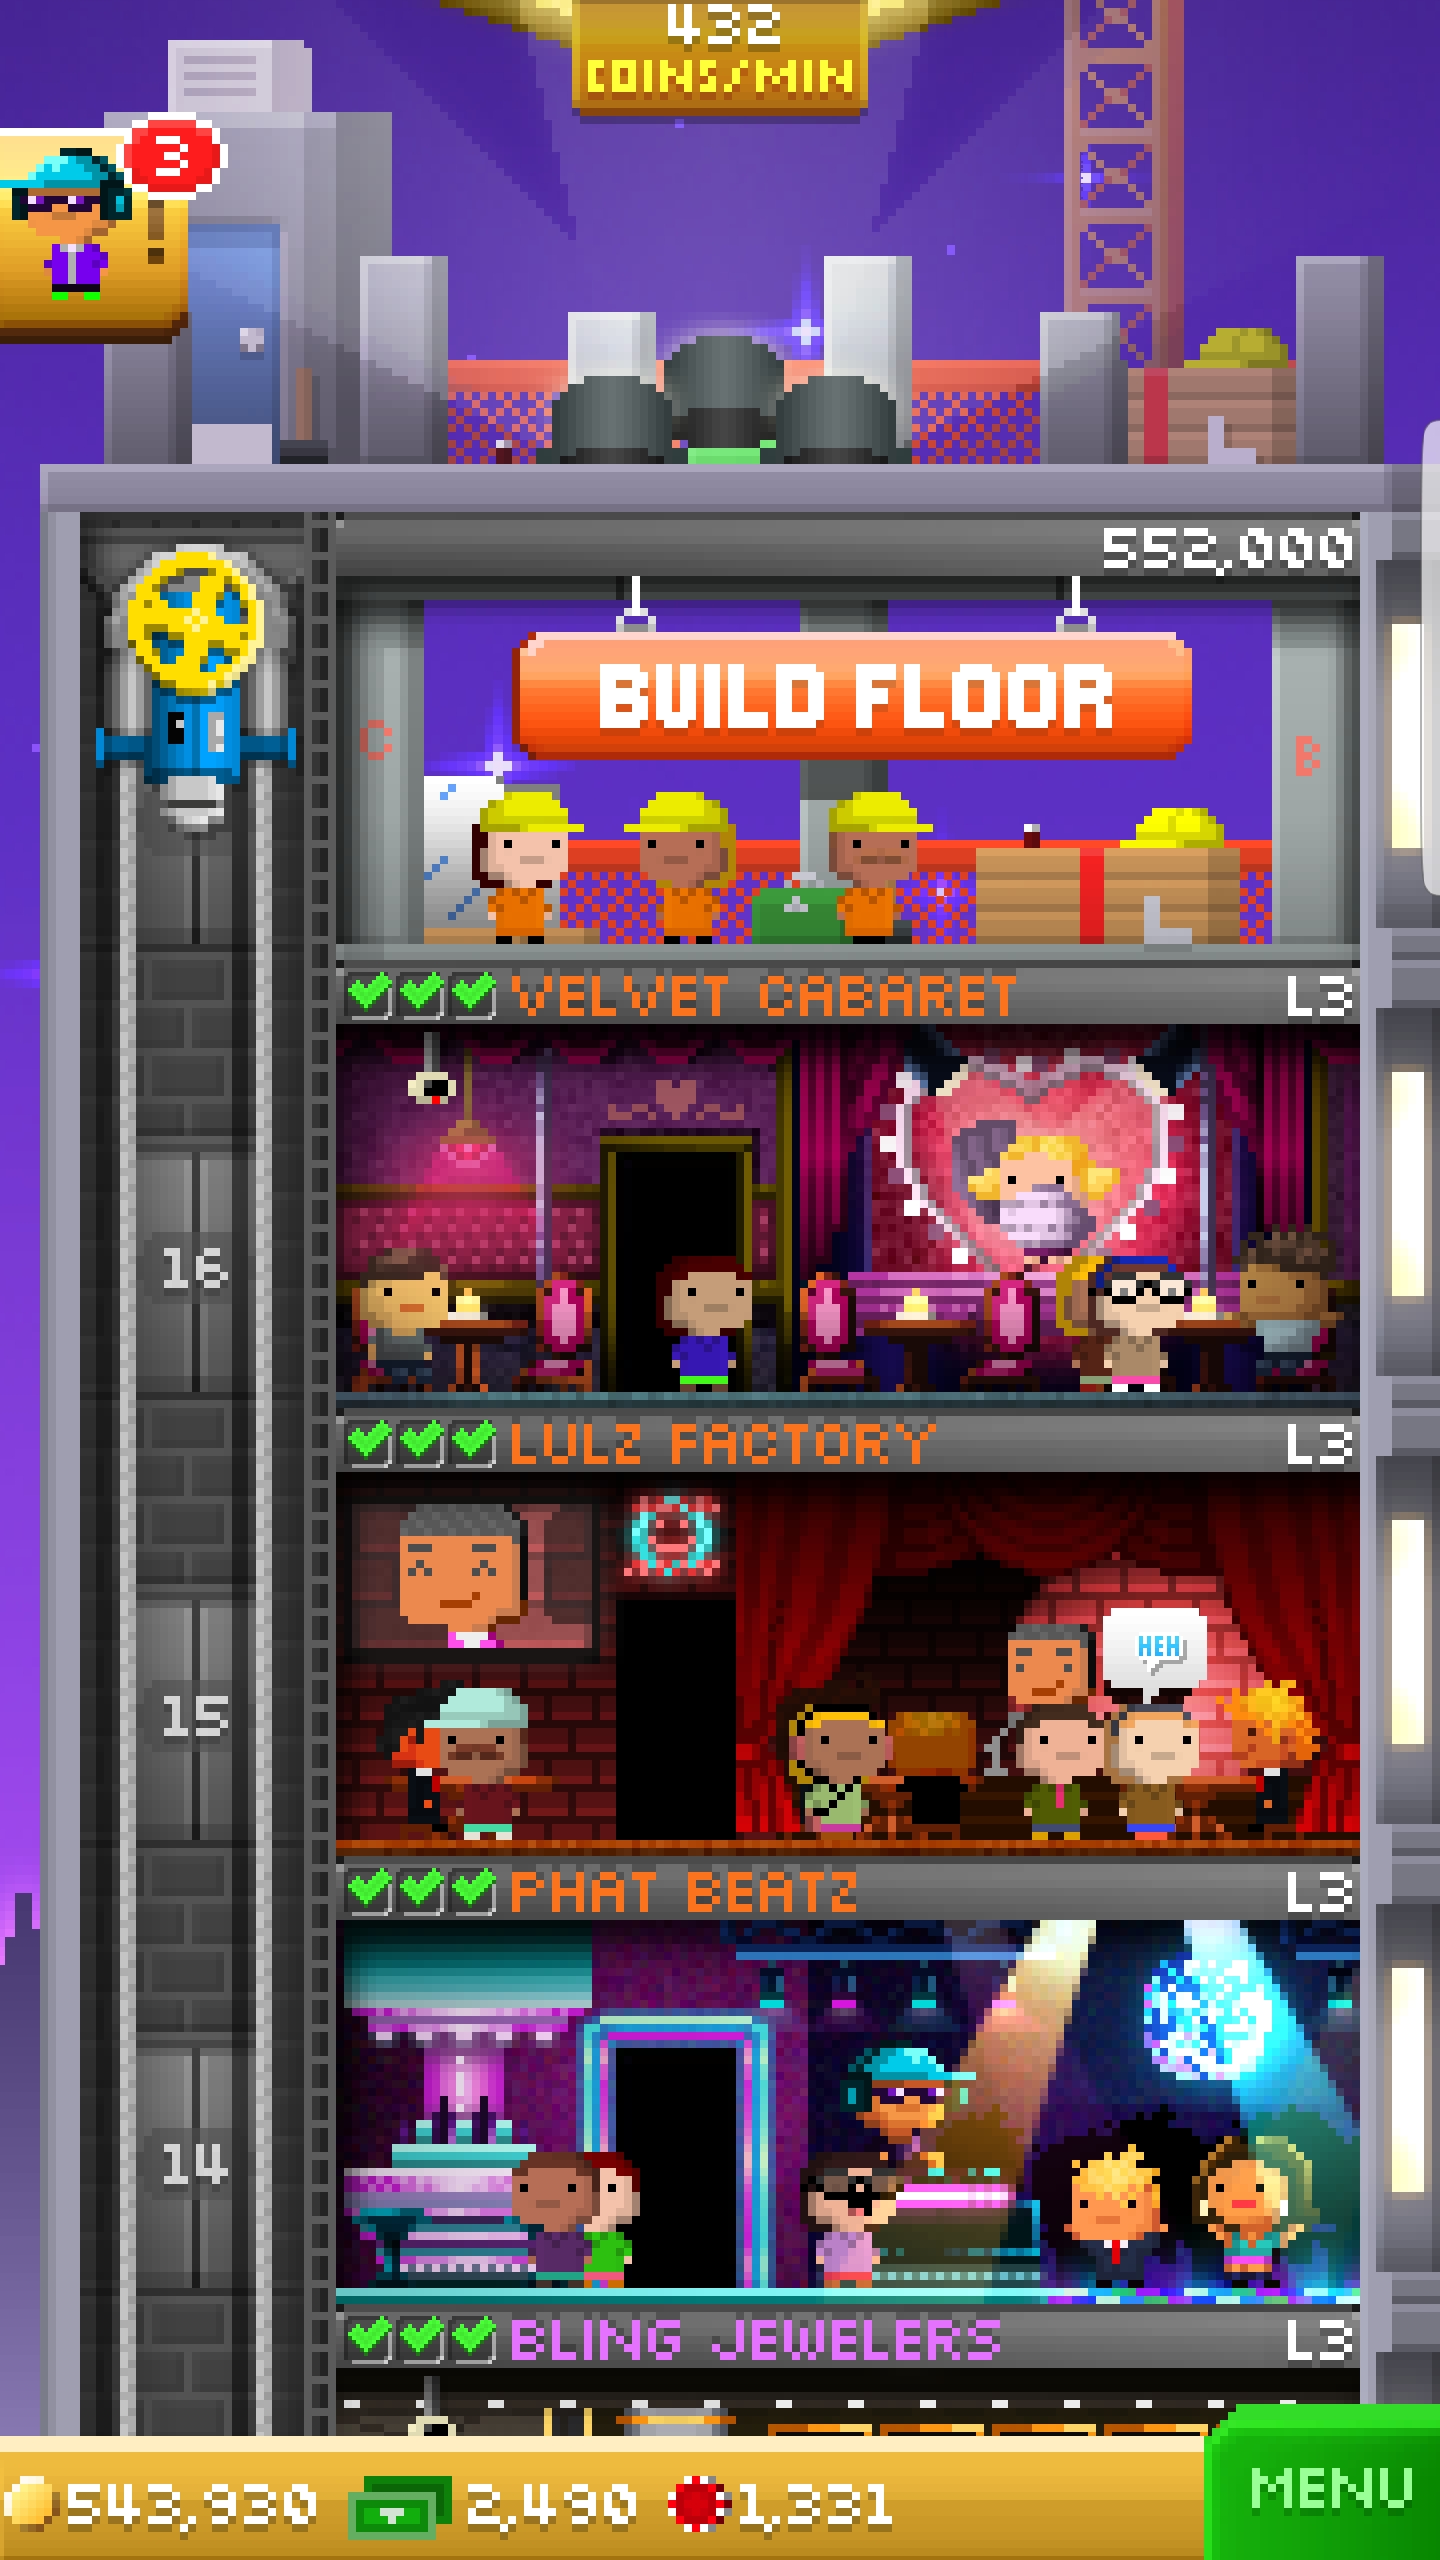 432
COINS/MIN
3
!
552,000
BUILD FLOOR
C
B
VELVET CABARET L3
16
LULZ FACTORY L3
HEH
15
PHAT BEATZ L3
14
BLING JEWELERS L3
543,930 2,490 1,331
MENU